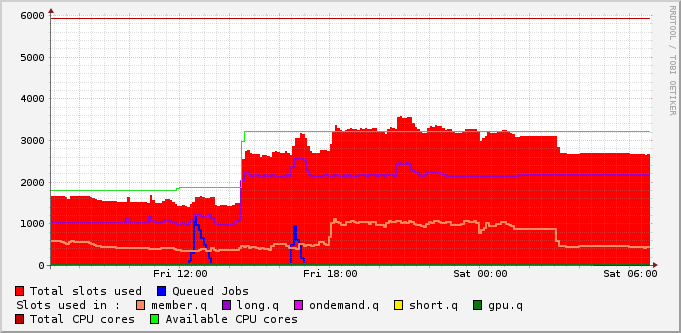 RRDTOOL / TOBI OETIKER
6000
5000
4000
3000
2000
1000
0
Fri 12:00 Fri 18:00 Sat 00:00 Sat 06:00
Total slots used Queued Jobs
Slots used in : member.q long.q ondemand.q short.q gpu.q
Total CPU cores Available CPU cores